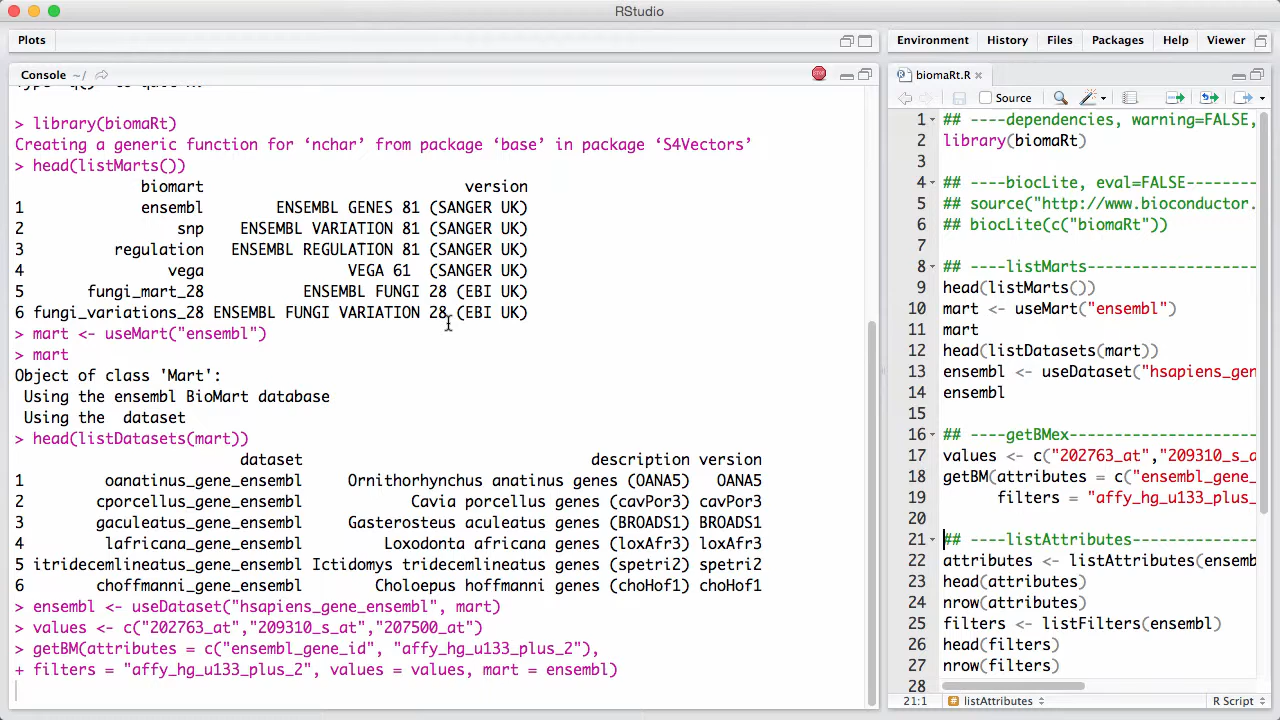 RStudio
Plots
Console ~/
> library(biomaRt)
Creating a generic function for ‘nchar’ from package ‘base’ in package ‘S4Vectors’
> head(listMarts())
biomart version
1 ensembl ENSEMBL GENES 81 (SANGER UK)
2 snp ENSEMBL VARIATION 81 (SANGER UK)
3 regulation ENSEMBL REGULATION 81 (SANGER UK)
4 vega VEGA 61 (SANGER UK)
5 fungi_mart_28 ENSEMBL FUNGI 28 (EBI UK)
6 fungi_variations_28 ENSEMBL FUNGI VARIATION 28 (EBI UK)
> mart <- useMart("ensembl")
> mart
Object of class 'Mart':
Using the ensembl BioMart database
Using the dataset
> head(listDatasets(mart))
dataset description version
1 oanatinus_gene_ensembl Ornithorhynchus anatinus genes (OANA5) OANA5
2 cporcellus_gene_ensembl Cavia porcellus genes (cavPor3) cavPor3
3 gaculeatus_gene_ensembl Gasterosteus aculeatus genes (BROADS1) BROADS1
4 lafricana_gene_ensembl Loxodonta africana genes (loxAfr3) loxAfr3
5 itridecemlineatus_gene_ensembl Ictidomys tridecemlineatus genes (spetri2) spetri2
6 choffmanni_gene_ensembl Choloepus hoffmanni genes (choHof1) choHof1
> ensembl <- useDataset("hsapiens_gene_ensembl", mart)
> values <- c("202763_at","209310_s_at","207500_at")
> getBM(attributes = c("ensembl_gene_id", "affy_hg_u133_plus_2"),
+ filters = "affy_hg_u133_plus_2", values = values, mart = ensembl)
Environment History Files Packages Help Viewer
biomaRt.R
Source
1 ## ----dependencies, warning=FALSE,
2 library(biomaRt)
3
4 ## ----biocLite, eval=FALSE--------
5 ## source("http://www.bioconductor.
6 ## biocLite(c("biomaRt"))
7
8 ## ----listMarts-------------------
9 head(listMarts())
10 mart <- useMart("ensembl")
11 mart
12 head(listDatasets(mart))
13 ensembl <- useDataset("hsapiens_gen
14 ensembl
15
16 ## ----getBMex---------------------
17 values <- c("202763_at","209310_s_a
18 getBM(attributes = c("ensembl_gene_
19 filters = "affy_hg_u133_plus_
20
21 ## ----listAttributes--------------
22 attributes <- listAttributes(ensemb
23 head(attributes)
24 nrow(attributes)
25 filters <- listFilters(ensembl)
26 head(filters)
27 nrow(filters)
28
21:1 # listAttributes R Script